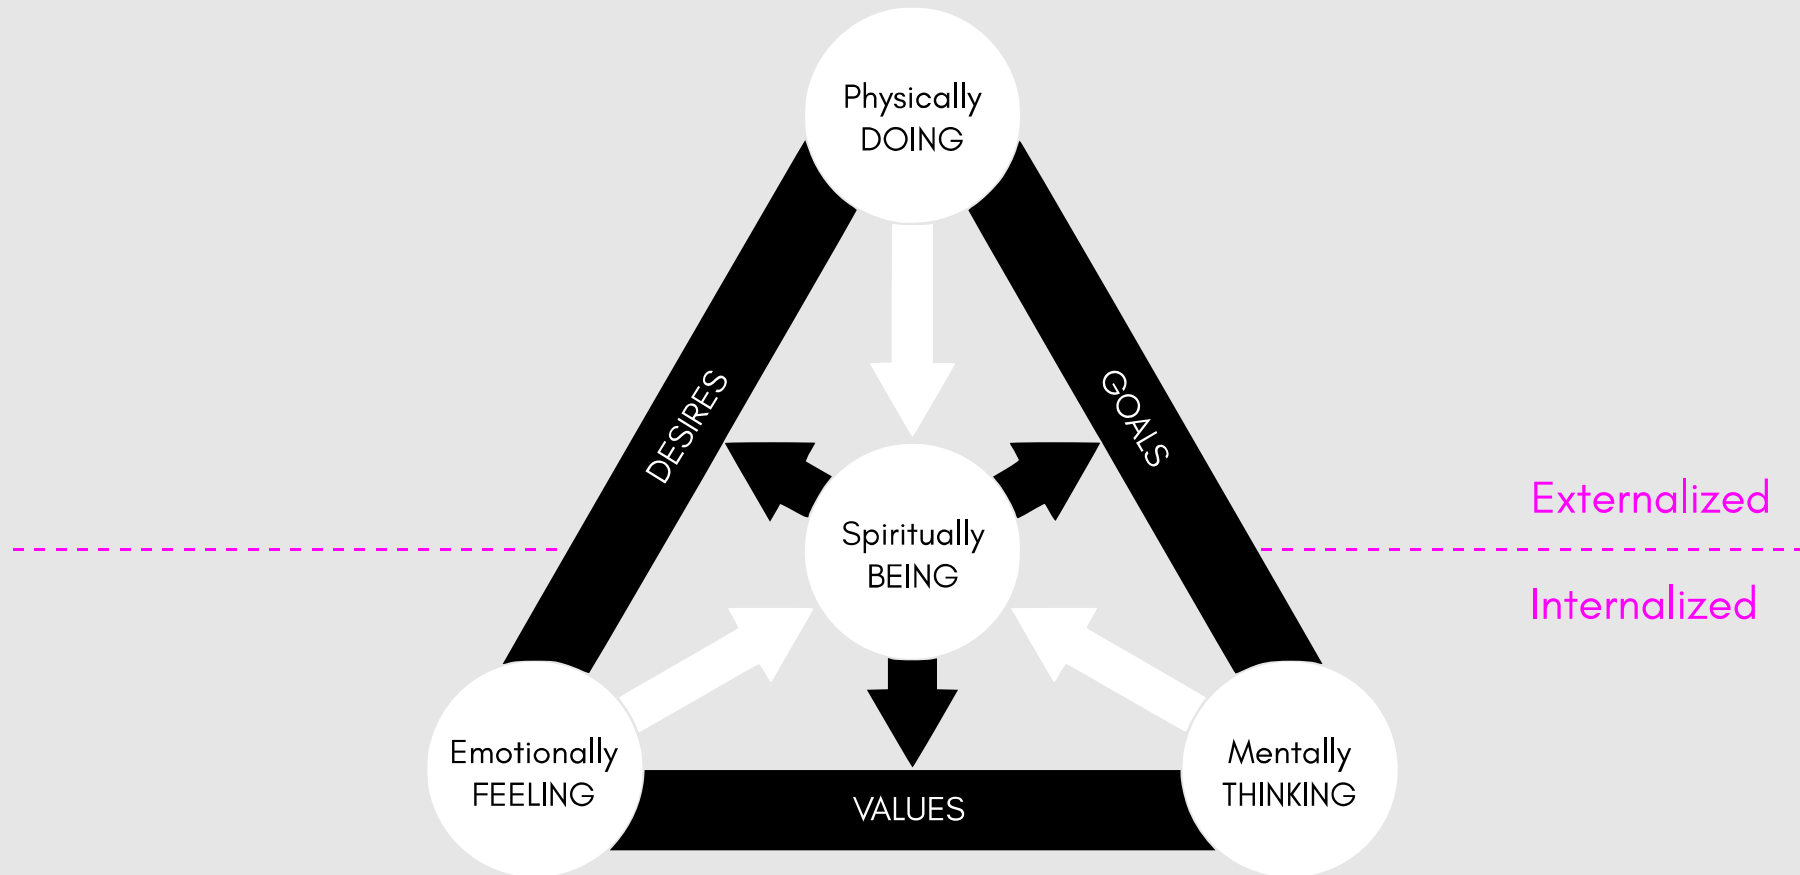 Physically
DOING
DESIRES
GOALS
Externalized
Spiritually
BEING
Internalized
Emotionally
FEELING
Mentally
THINKING
VALUES